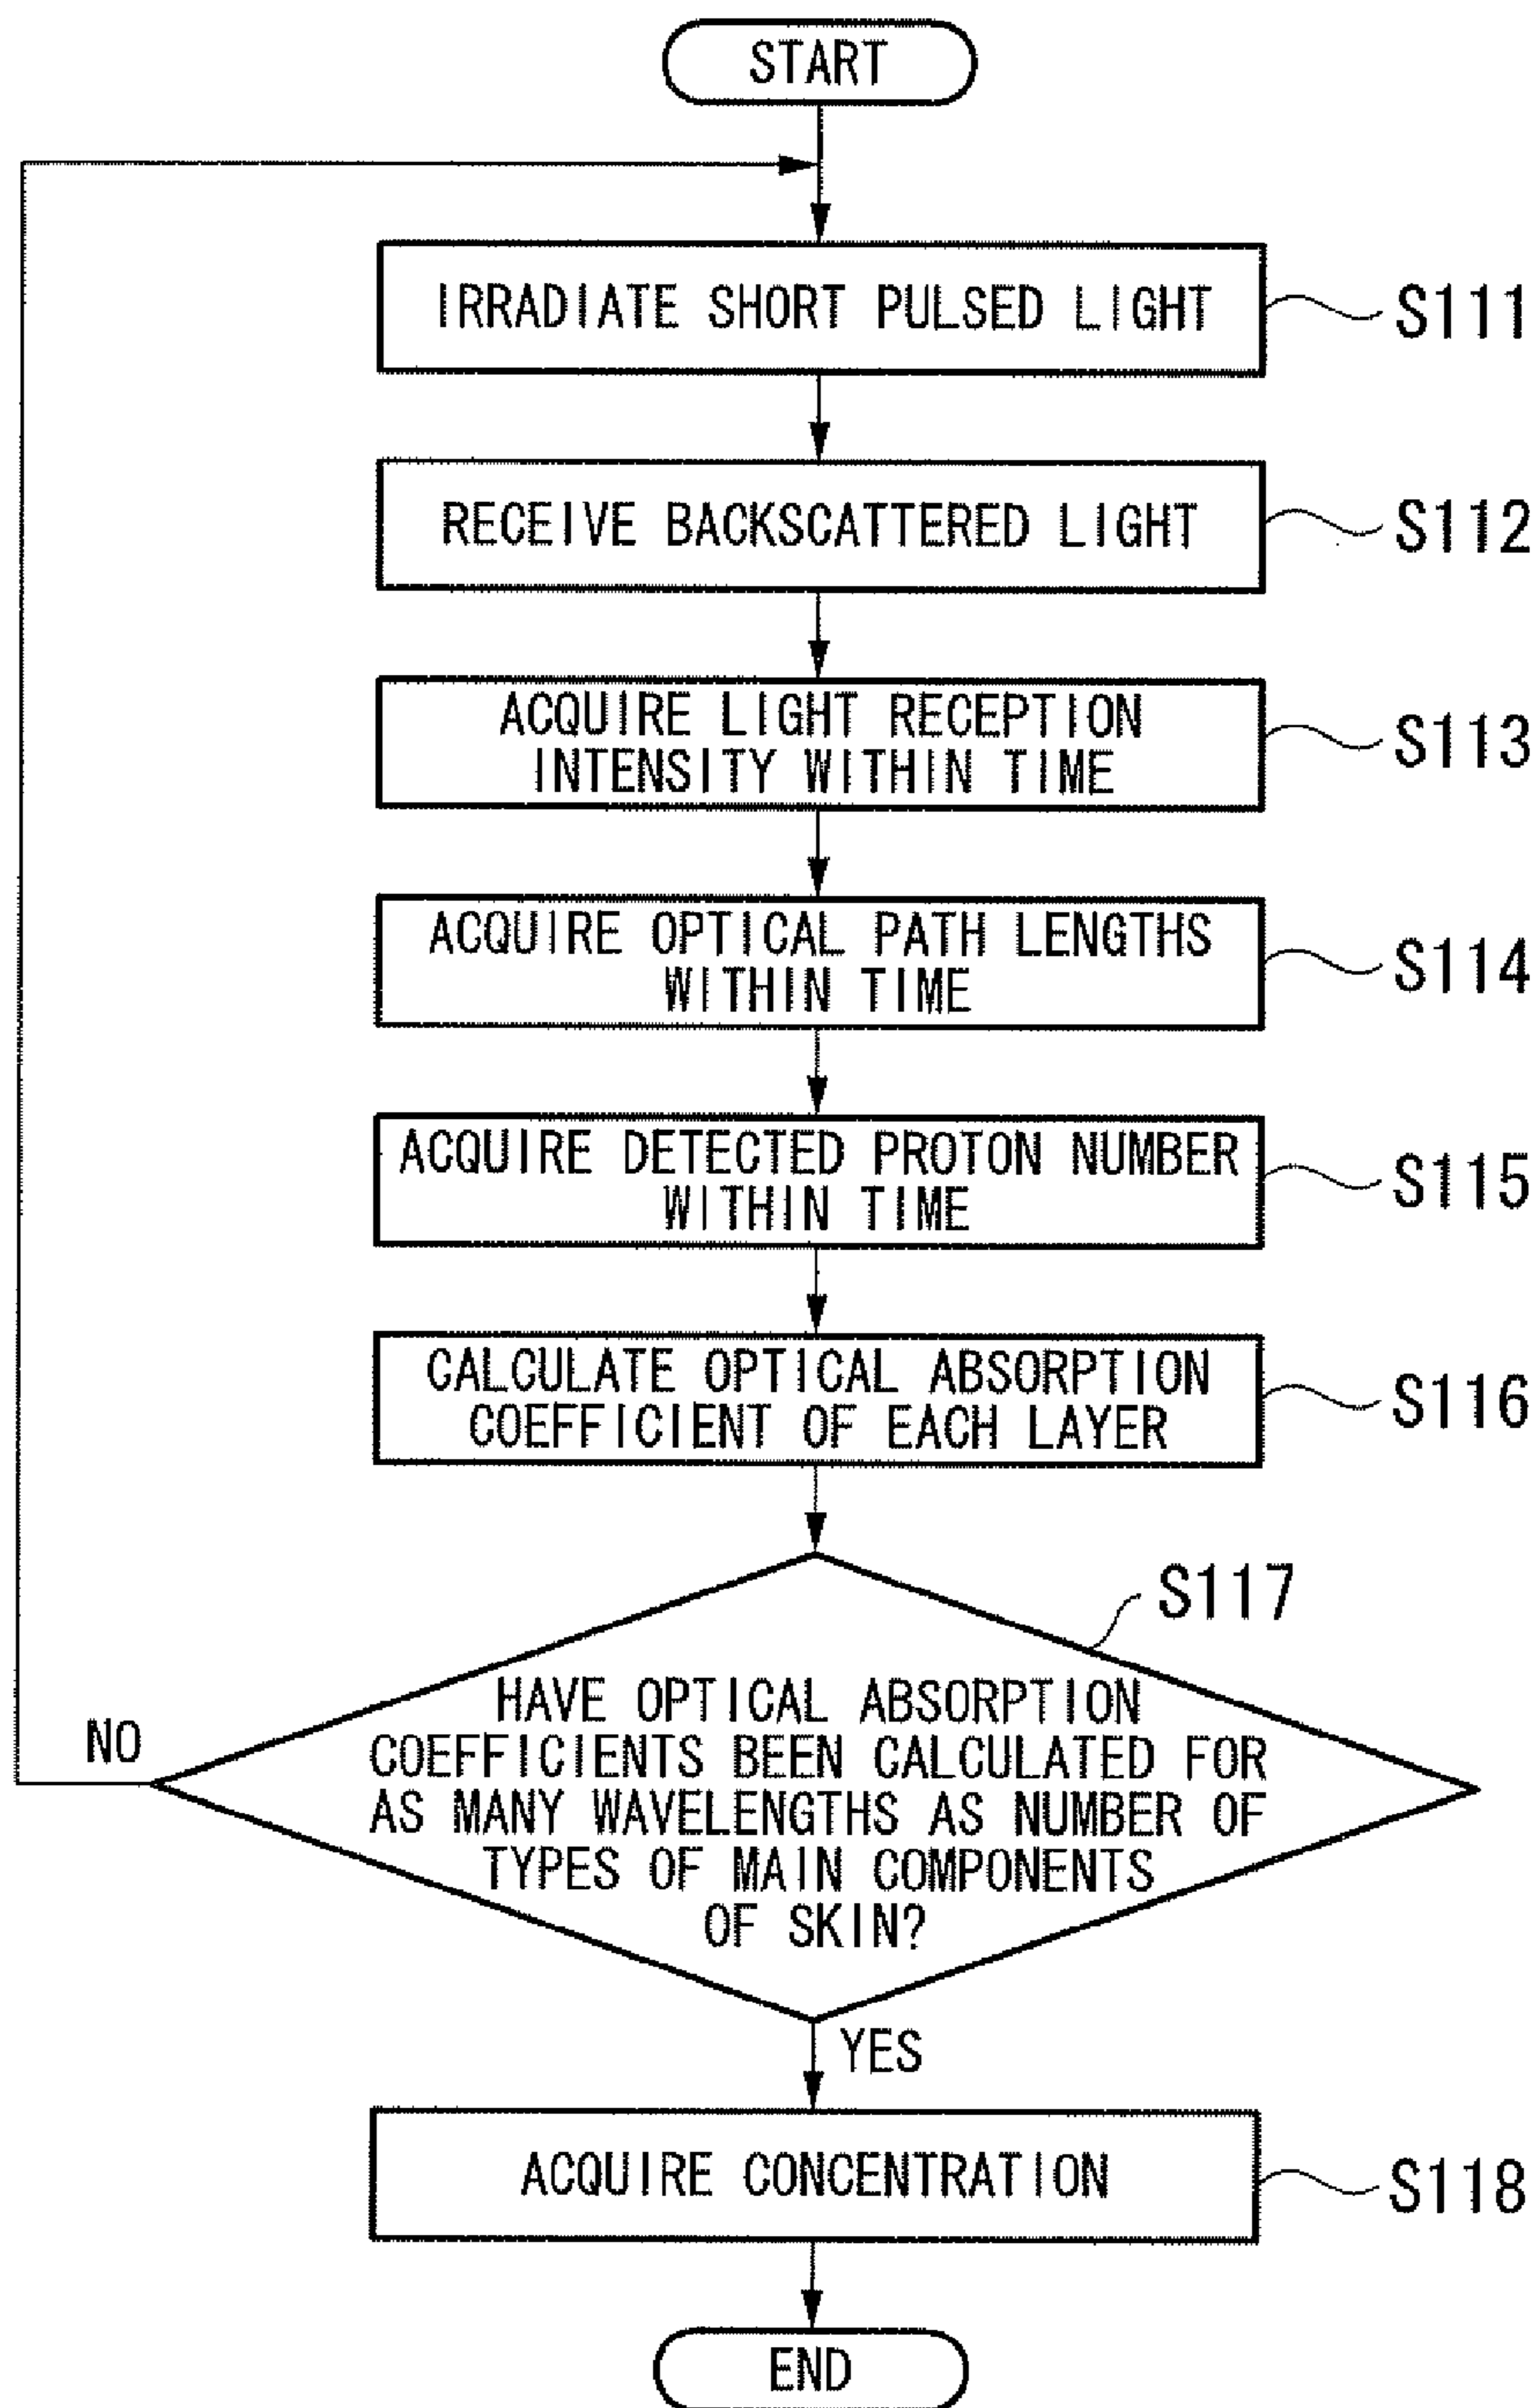 START
IRRADIATE SHORT PULSED LIGHT
S111
RECEIVE BACKSCATTERED LIGHT
S112
ACQUIRE LIGHT RECEPTION
INTENSITY WITHIN TIME
S113
ACQUIRE OPTICAL PATH LENGTHS
WITHIN TIME
S114
ACQUIRE DETECTED PROTON NUMBER
WITHIN TIME
S115
CALCULATE OPTICAL ABSORPTION
COEFFICIENT OF EACH LAYER
S116
S117
HAVE OPTICAL ABSORPTION
COEFFICIENTS BEEN CALCULATED FOR
AS MANY WAVELENGTHS AS NUMBER OF
TYPES OF MAIN COMPONENTS
OF SKIN?
NO
YES
ACQUIRE CONCENTRATION
S118
END